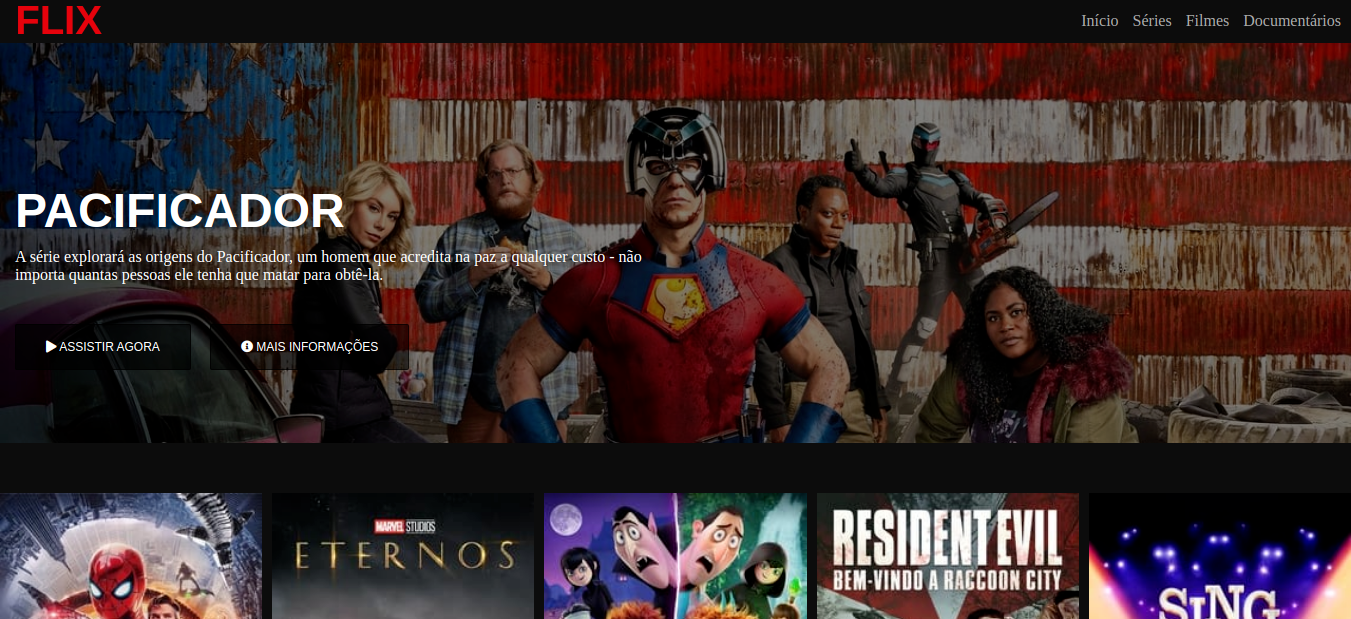 FLIX
Início Séries Filmes Documentários
PACIFICADOR
A série explorará as origens do Pacificador, um homem que acredita na paz a qualquer custo - não
importa quantas pessoas ele tenha que matar para obtê-la.
ASSISTIR AGORA
MAIS INFORMAÇÕES
MARVEL STUDIOS
ETERNOS
RESIDENT EVIL
BEM-VINDO A RACCOON CITY
SING